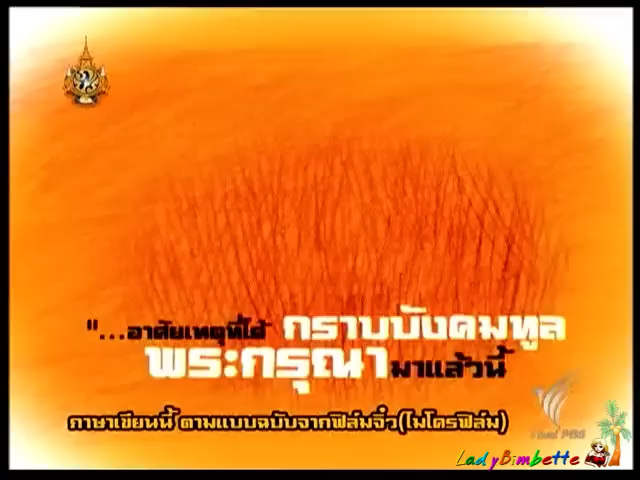 "...อาศัยเหตุที่ได้ กราบบังคมทูล
พระกรุณามาแล้วนี้
ภาษาเขียนนี้ ตามแบบฉบับจากฟิล์มจิ๋ว(ไมโครฟิล์ม)
Thai PBS
LadyBimbette